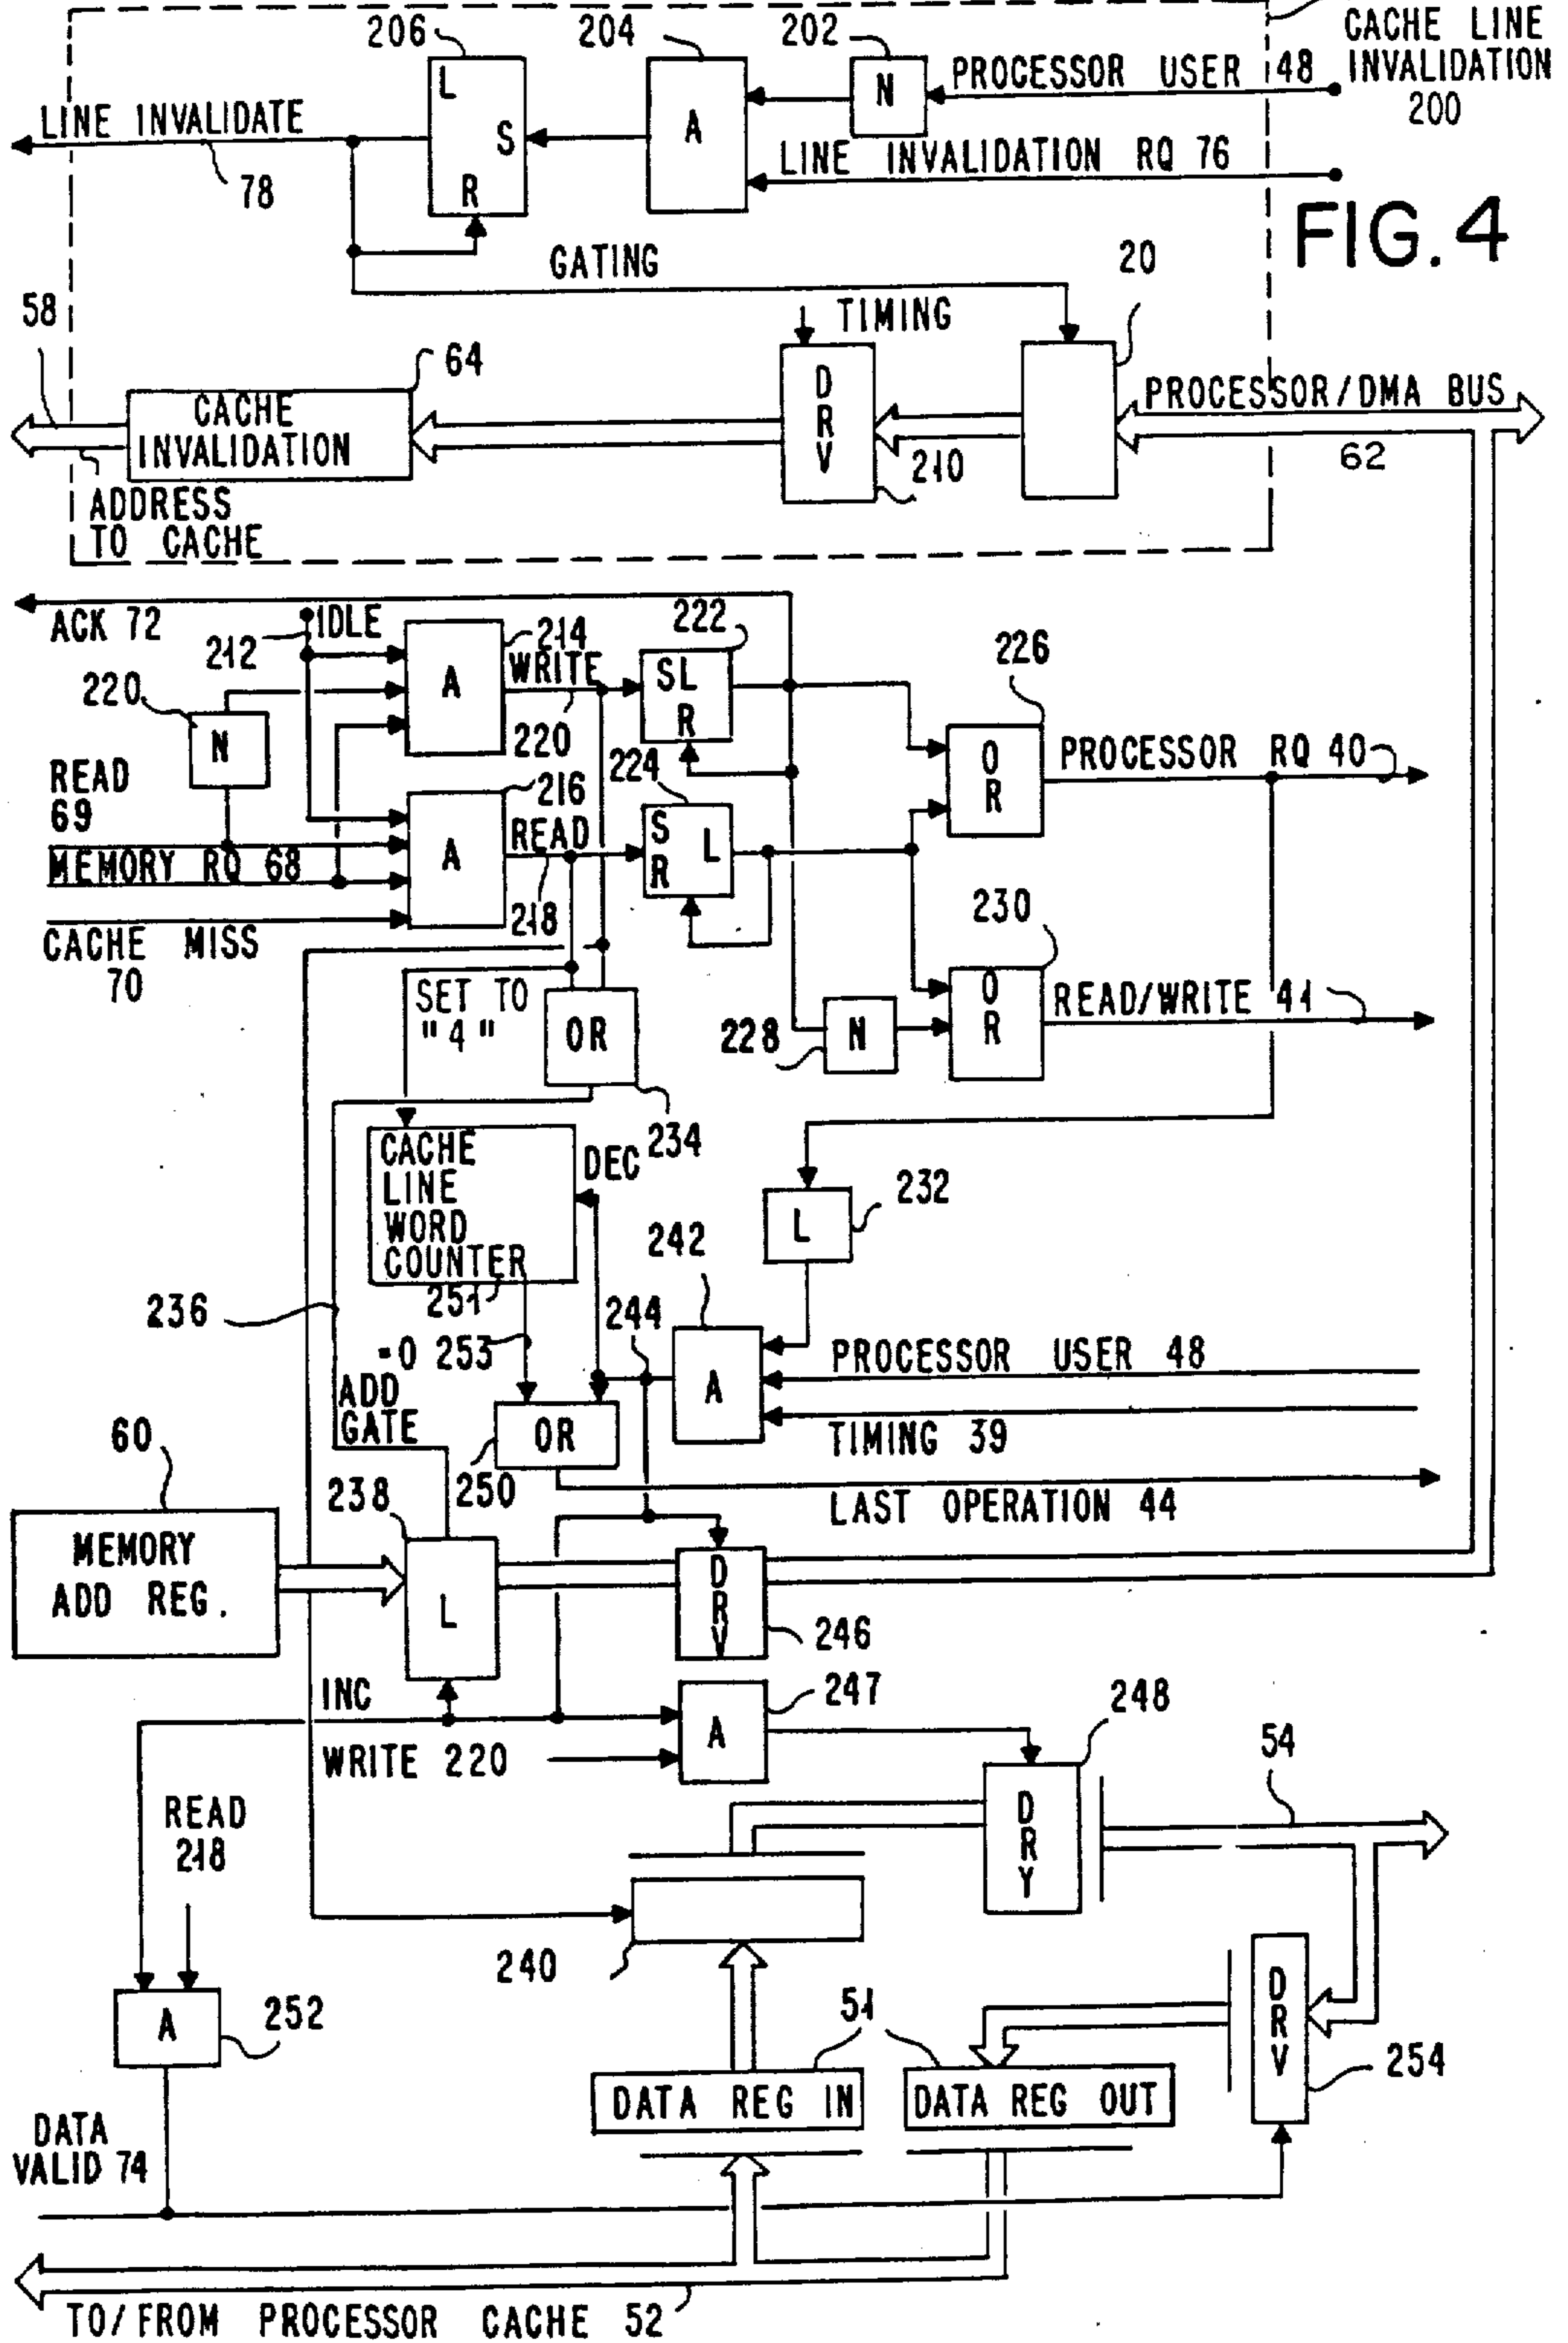 206
204
202
CACHE LINE
INVALIDATION
200
L
S
R
A
N
PROCESSOR USER 48
LINE INVALIDATE
78
LINE INVALIDATION RQ 76
FIG. 4
GATING
20
58
TIMING
64
CACHE
INVALIDATION
D
R
V
210
PROCESSOR/DMA BUS
62
ADDRESS
TO CACHE
ACK 72
IDLE
212
214
WRITE
222
226
220
N
A
220
SL
R
O
R
PROCESSOR RQ 40
READ
69
216
224
MEMORY RQ 68
A
READ
218
S
R
L
CACHE MISS
70
230
SET TO
"4"
OR
234
228
N
O
R
READ/WRITE 41
CACHE
LINE
WORD
COUNTER
251
DEC
232
L
242
236
=0 253
244
A
PROCESSOR USER 48
TIMING 39
ADD
GATE
OR
250
LAST OPERATION 44
60
MEMORY
ADD REG.
238
L
D
R
V
246
INC
WRITE 220
A
247
248
D
R
Y
54
READ
218
240
A
252
51
D
R
V
254
DATA REG IN
DATA REG OUT
DATA
VALID 74
TO/FROM PROCESSOR CACHE 52